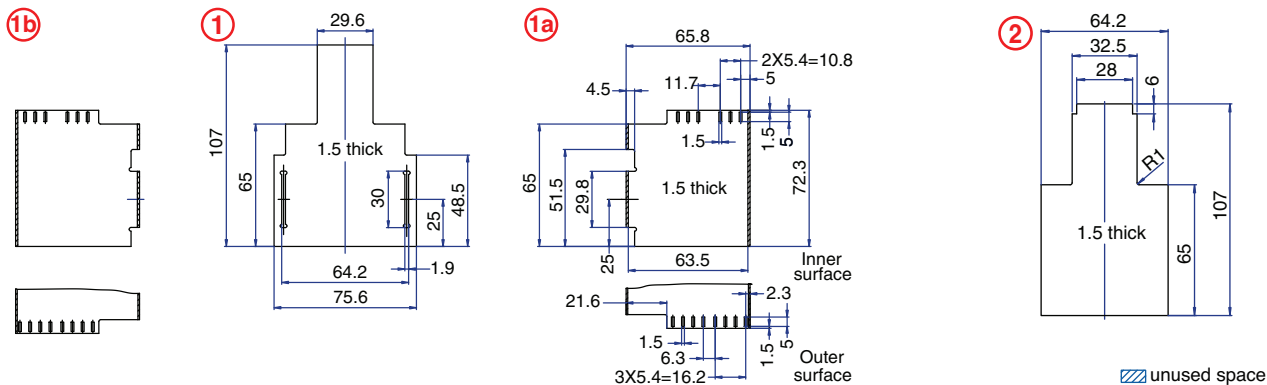 1b
1
29.6
107
65
1.5 thick
30
25
48.5
64.2
1.9
75.6
1a
65.8
2X5.4=10.8
11.7
5
4.5
1.5
1.5
5
65
51.5
29.8
25
1.5 thick
72.3
63.5
Inner
surface
21.6
2.3
1.5
1.5
5
6.3
3X5.4=16.2
Outer
surface
2
64.2
32.5
28
6
R1
107
1.5 thick
65
unused space